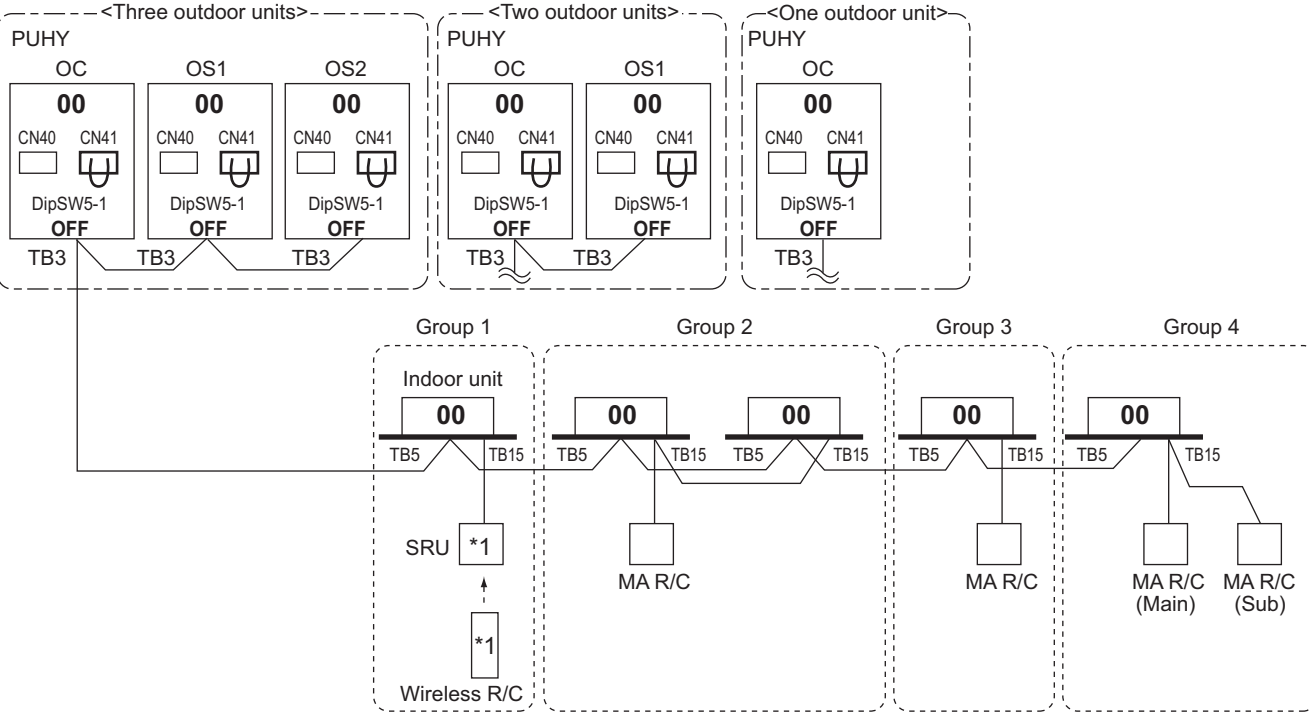 <Three outdoor units>
<Two outdoor units>
<One outdoor unit>
PUHY
PUHY
PUHY
OC
OS1
OS2
OC
OS1
OC
00
00
00
00
00
00
CN40 CN41
CN40 CN41
CN40 CN41
CN40 CN41
CN40 CN41
CN40 CN41
DipSW5-1
DipSW5-1
DipSW5-1
DipSW5-1
DipSW5-1
DipSW5-1
OFF
OFF
OFF
OFF
OFF
OFF
TB3
TB3
TB3
TB3
TB3
TB3
Group 1
Group 2
Group 3
Group 4
Indoor unit
00
00
00
00
00
TB5 TB15
TB5 TB15
TB5 TB15
TB5 TB15
TB5 TB15
SRU
*1
*1
Wireless R/C
MA R/C
MA R/C
MA R/C
(Main)
MA R/C
(Sub)